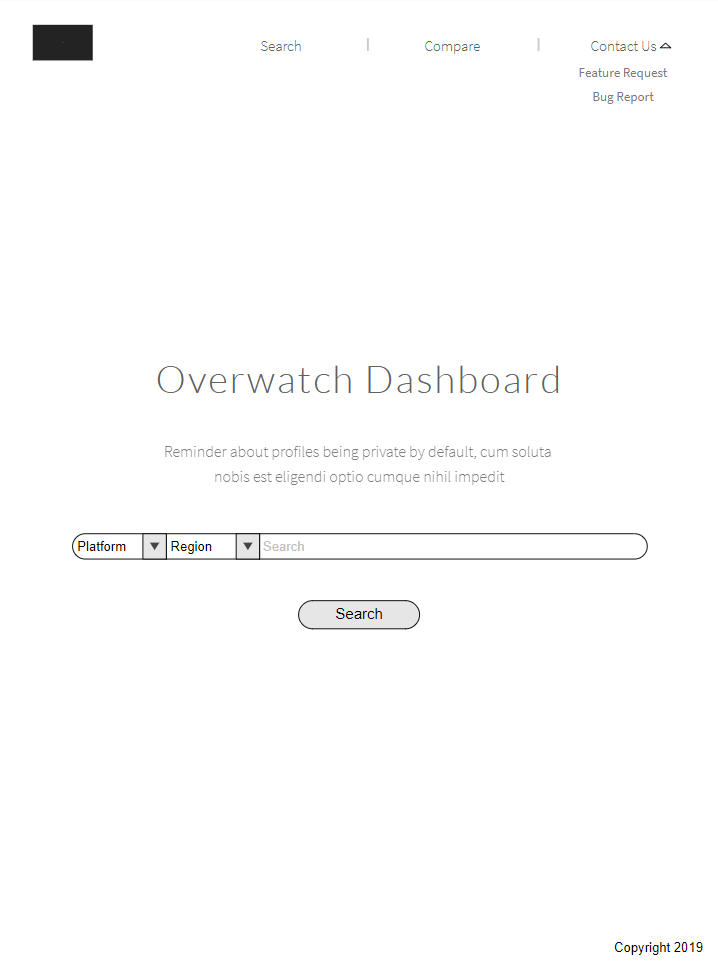 Search | Compare | Contact Us
Feature Request
Bug Report
Overwatch Dashboard
Reminder about profiles being private by default, cum soluta
nobis est eligendi optio cumque nihil impedit
Platform Region Search
Search
Copyright 2019